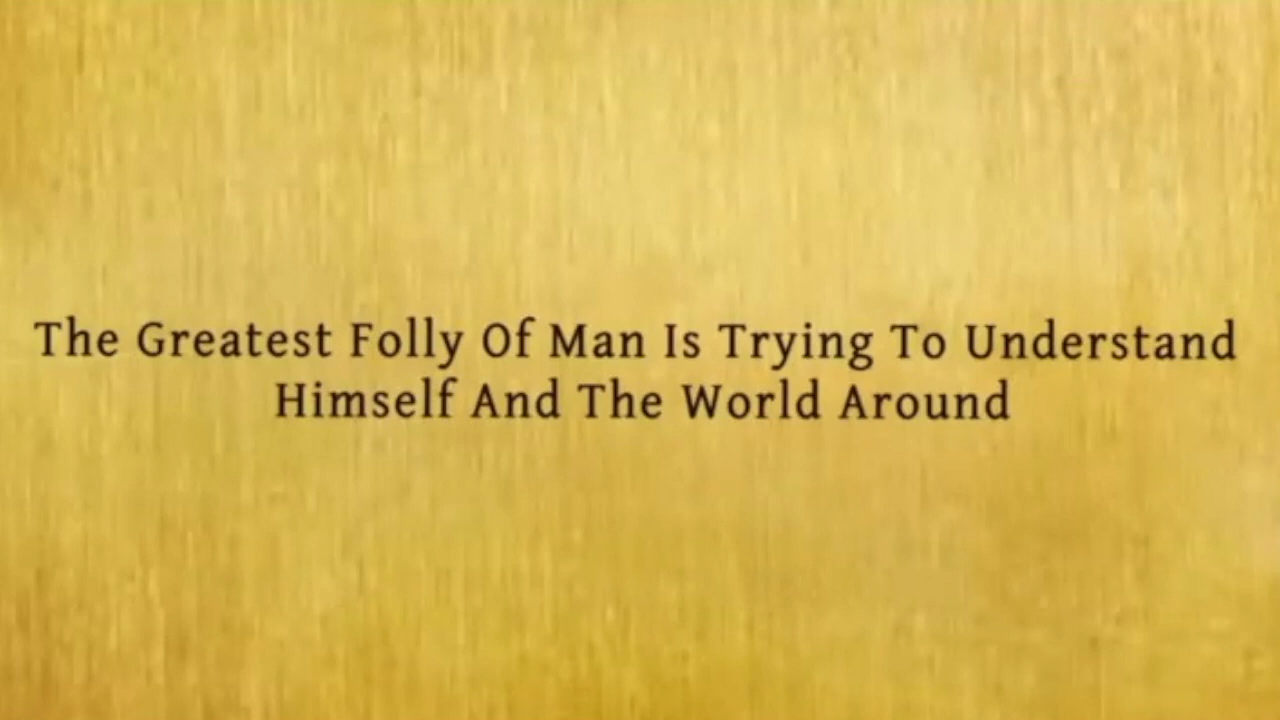 The Greatest Folly Of Man Is Trying To Understand
Himself And The World Around